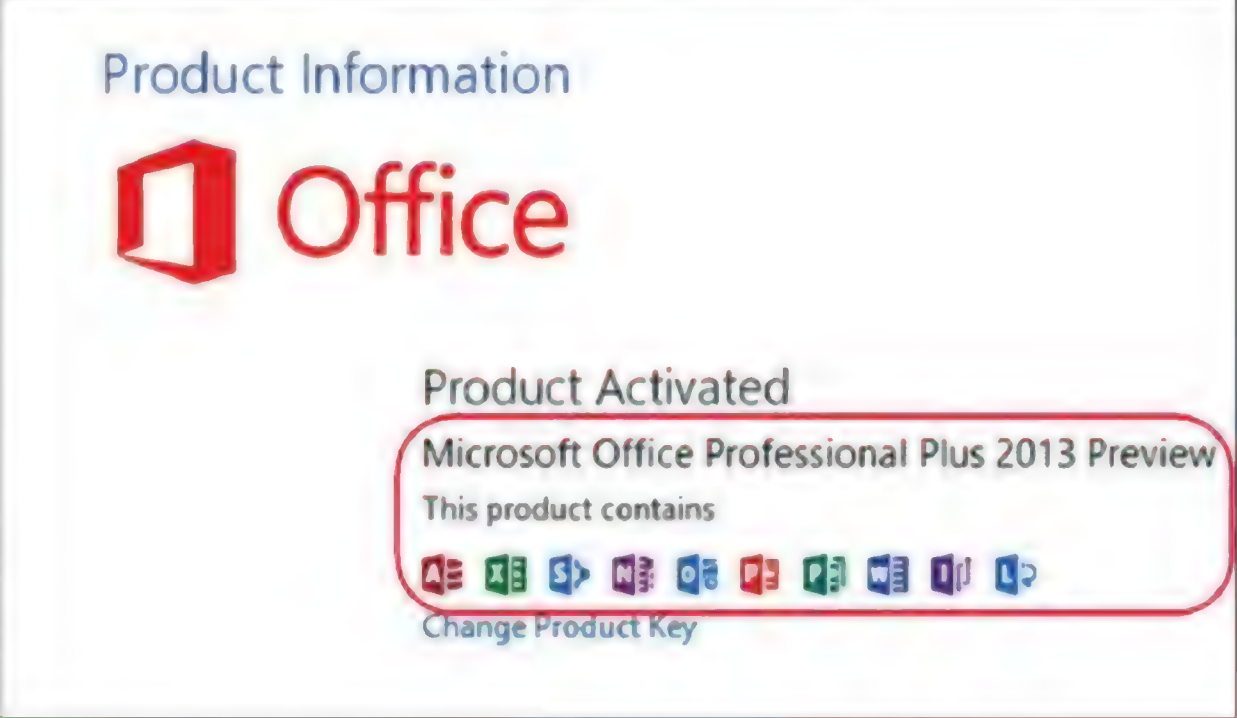 Product Information
Office
Product Activated
Microsoft Office Professional Plus 2013 Preview
This product contains
A X S N O P P W I L
Change Product Key